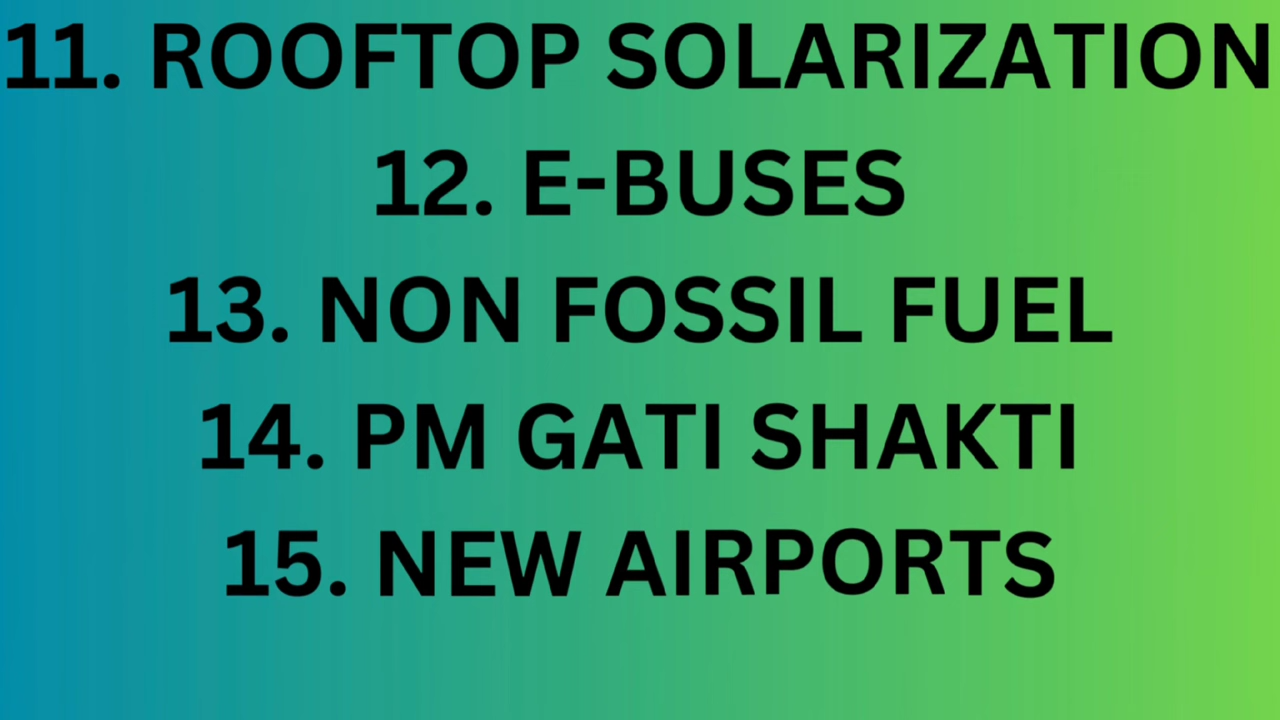 11. ROOFTOP SOLARIZATION
12. E-BUSES
13. NON FOSSIL FUEL
14. PM GATI SHAKTI
15. NEW AIRPORTS